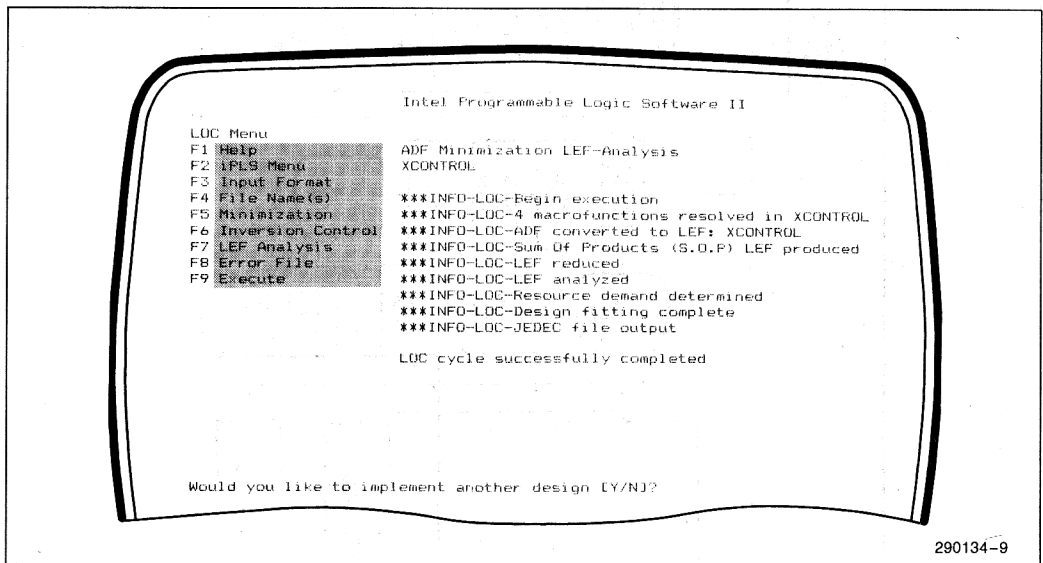 Intel Programmable Logic Software II
LOC Menu
F1 Help
F2 iPLS Menu
F3 Input Format
F4 File Name(s)
F5 Minimization
F6 Inversion Control
F7 LEF Analysis
F8 Error File
F9 Execute
ADF Minimization LEF-Analysis
XCONTROL
***INFO-LOC-Begin execution
***INFO-LOC-4 macrofunctions resolved in XCONTROL
***INFO-LOC-ADF converted to LEF: XCONTROL
***INFO-LOC-Sum Of Products (S.O.P) LEF produced
***INFO-LOC-LEF reduced
***INFO-LOC-LEF analyzed
***INFO-LOC-Resource demand determined
***INFO-LOC-Design fitting complete
***INFO-LOC-JEDEC file output
LOC cycle successfully completed
Would you like to implement another design [Y/N]?
290134-9